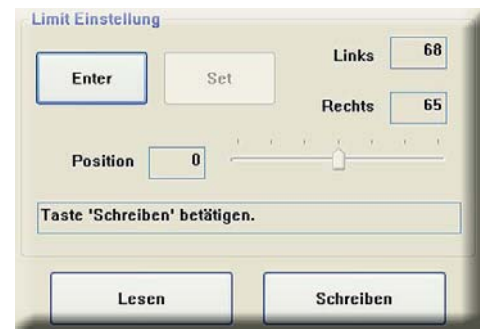 Limit Einstellung
Links 68
Enter Set
Rechts 65
Position 0
Taste 'Schreiben' betätigen.
Lesen Schreiben